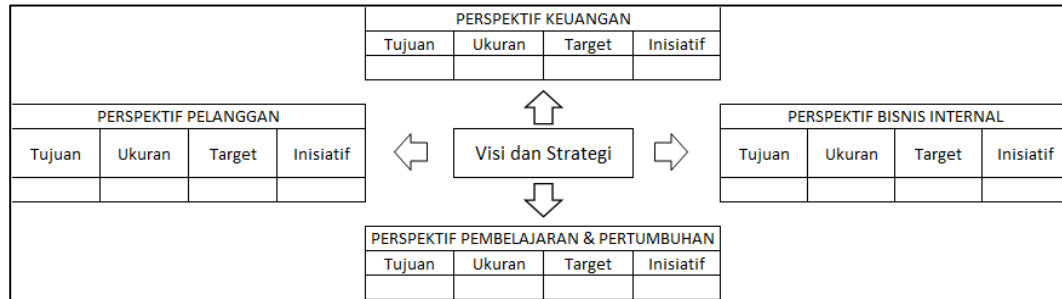 PERSPEKTIF KEUANGAN
Tujuan Ukuran Target Inisiatif
PERSPEKTIF PELANGGAN
Tujuan Ukuran Target Inisiatif
Visi dan Strategi
PERSPEKTIF BISNIS INTERNAL
Tujuan Ukuran Target Inisiatif
PERSPEKTIF PEMBELAJARAN & PERTUMBUHAN
Tujuan Ukuran Target Inisiatif